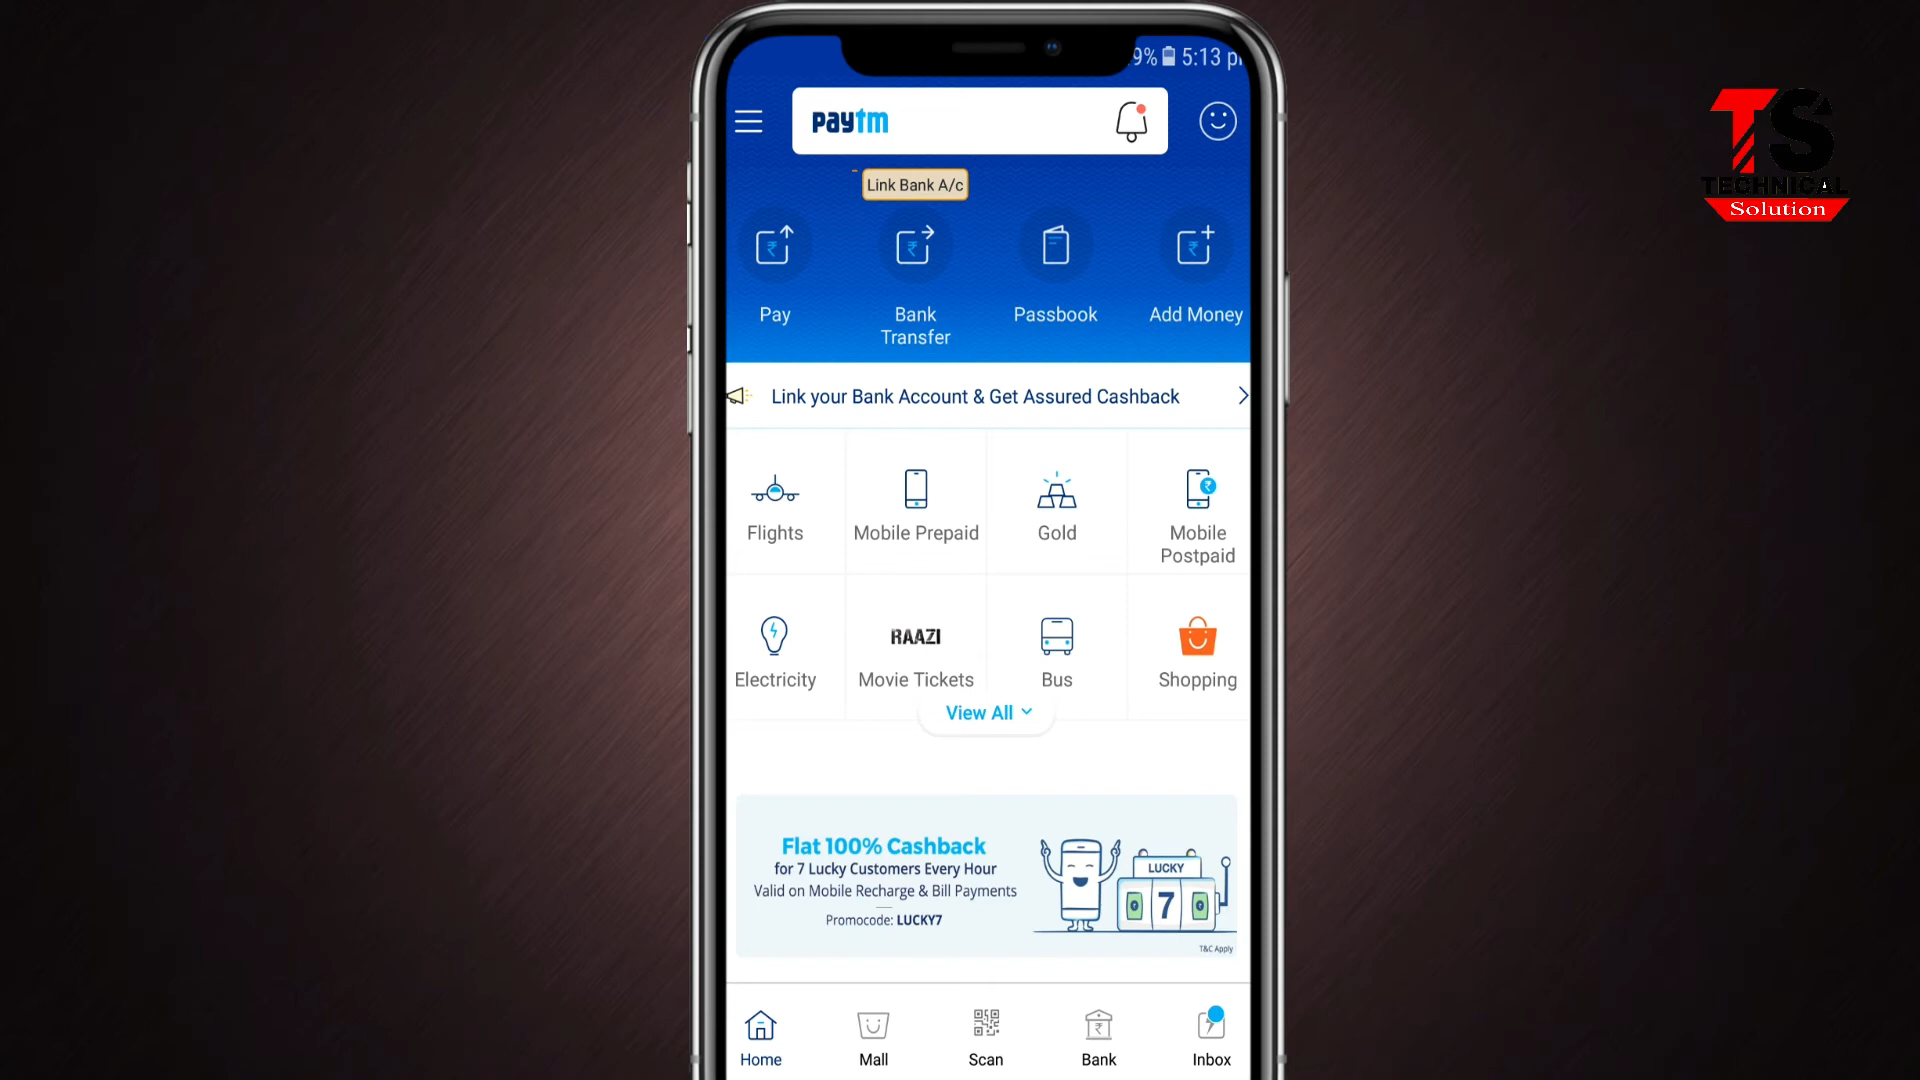 9% 5:13
paytm
TS
TECHNICAL
Solution
Link Bank A/c
Pay
Bank
Transfer
Passbook
Add Money
Link your Bank Account & Get Assured Cashback
Flights
Mobile Prepaid
Gold
Mobile
Postpaid
Electricity
RAAZI
Movie Tickets
Bus
Shopping
View All
Flat 100% Cashback
for 7 Lucky Customers Every Hour
Valid on Mobile Recharge & Bill Payments
Promocode: LUCKY7
LUCKY
7
T&C Apply
Home
Mall
Scan
Bank
Inbox